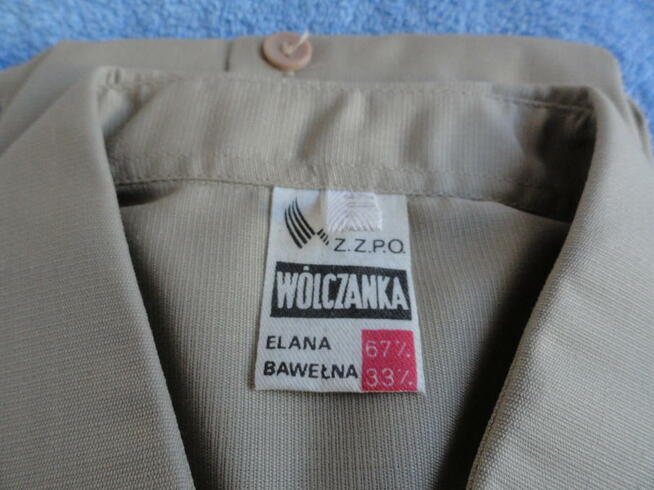 Z.Z.P.O.
WÓLCZANKA
ELANA 67%
BAWEŁNA 33%